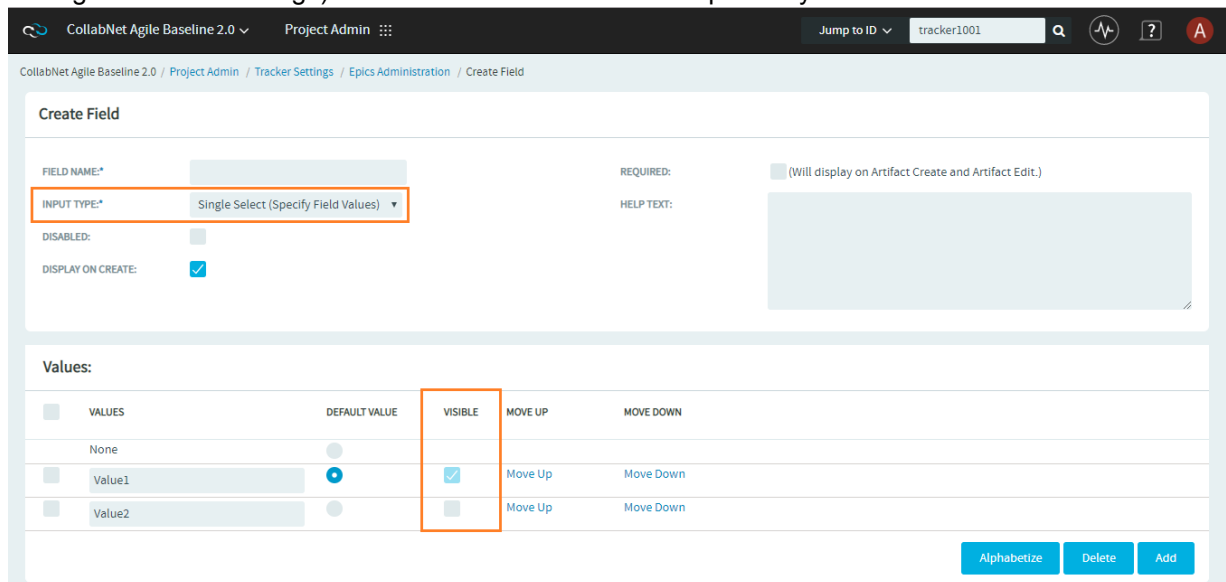 CollabNet Agile Baseline 2.0 Project Admin Jump to ID tracker1001 ? A
CollabNet Agile Baseline 2.0 / Project Admin / Tracker Settings / Epics Administration / Create Field
Create Field
FIELD NAME:* REQUIRED: (Will display on Artifact Create and Artifact Edit.)
INPUT TYPE:* Single Select (Specify Field Values) HELP TEXT:
DISABLED:
DISPLAY ON CREATE:
Values:
VALUES DEFAULT VALUE VISIBLE MOVE UP MOVE DOWN
None
Value1 Move Up Move Down
Value2 Move Up Move Down
Alphabetize Delete Add